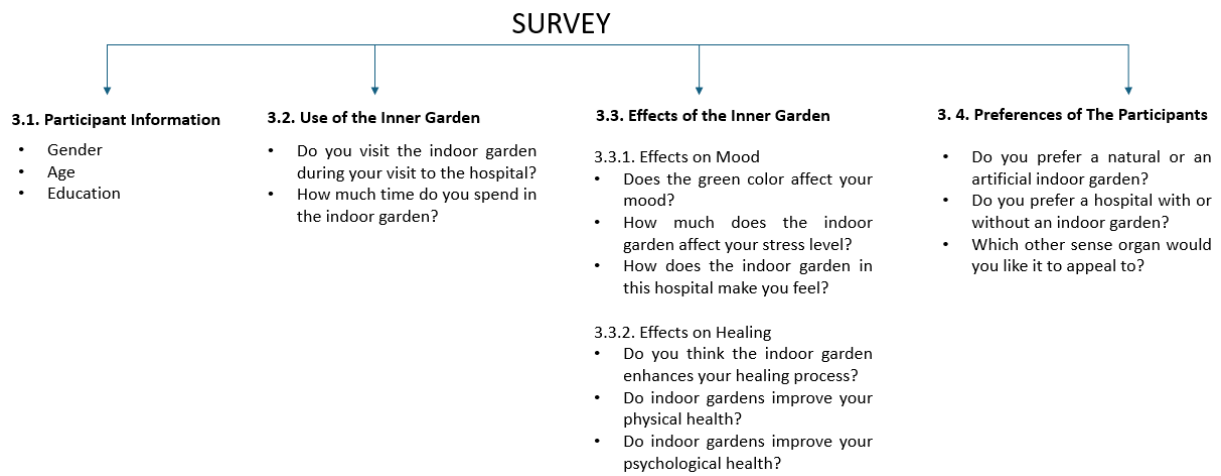 SURVEY
3.1. Participant Information
• Gender
• Age
• Education
3.2. Use of the Inner Garden
• Do you visit the indoor garden
during your visit to the hospital?
• How much time do you spend in
the indoor garden?
3.3. Effects of the Inner Garden
3.3.1. Effects on Mood
• Does the green color affect your
mood?
• How much does the indoor
garden affect your stress level?
• How does the indoor garden in
this hospital make you feel?
3.3.2. Effects on Healing
• Do you think the indoor garden
enhances your healing process?
• Do indoor gardens improve your
physical health?
• Do indoor gardens improve your
psychological health?
3. 4. Preferences of The Participants
• Do you prefer a natural or an
artificial indoor garden?
• Do you prefer a hospital with or
without an indoor garden?
• Which other sense organ would
you like it to appeal to?